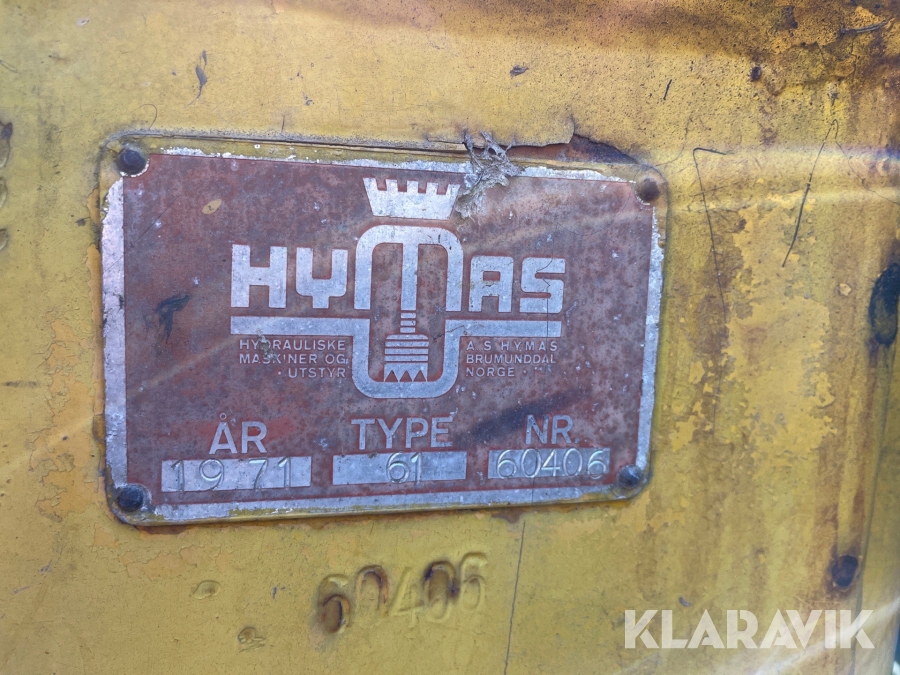 HYMAS
HYDRAULISKE
MASKINER OG
UTSTYR
A.S HYMAS
BRUMUNDDAL
NORGE
ÅR TYPE NR
1971 61 60406
60406
KLARAVIK